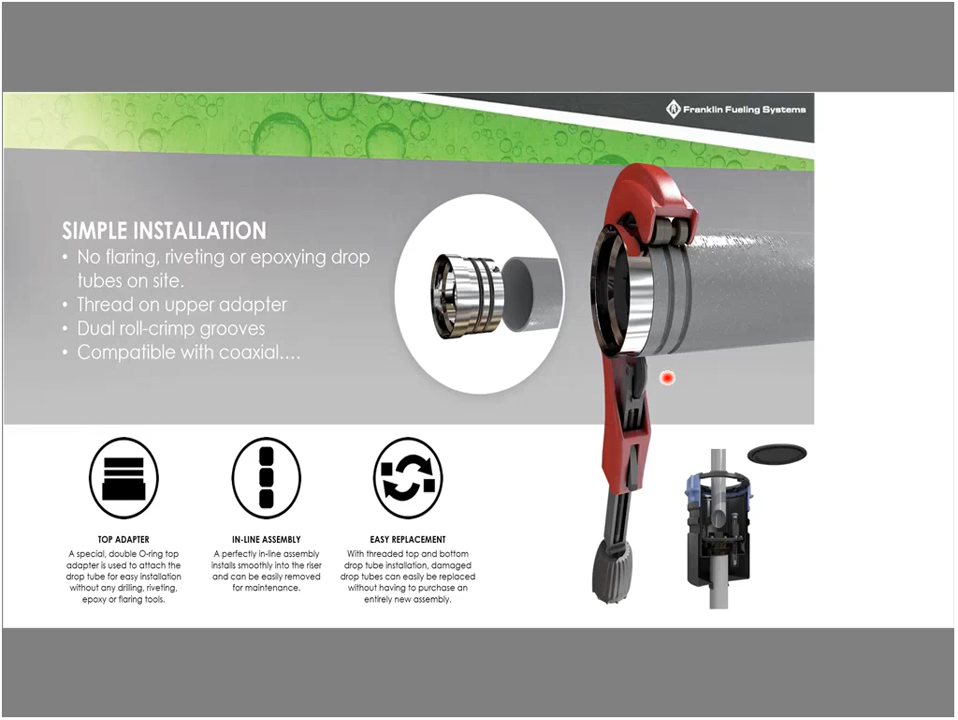 Franklin Fueling Systems
SIMPLE INSTALLATION
• No flaring, riveting or epoxying drop
tubes on site.
• Thread on upper adapter
• Dual roll-crimp grooves
• Compatible with coaxial....
TOP ADAPTER
A special, double O-ring top
adapter is used to attach the
drop tube for easy installation
without any drilling, riveting,
epoxy or flaring tools.
IN-LINE ASSEMBLY
A perfectly in-line assembly
installs smoothly into the riser
and can be easily removed
for maintenance.
EASY REPLACEMENT
With threaded top and bottom
drop tube installation, damaged
drop tubes can easily be replaced
without having to purchase an
entirely new assembly.